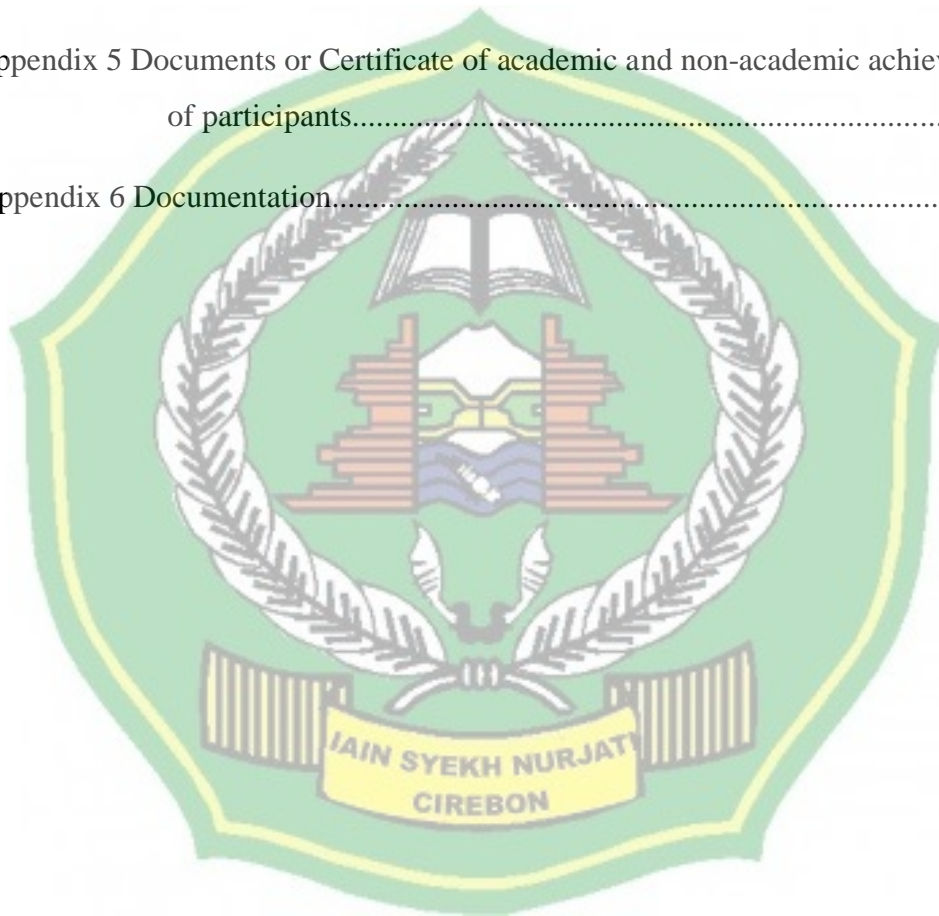 ppendix 5 Documents or Certificate of academic and non-academic achiev
of participants..........................................................................
ppendix 6 Documentation..........................................................................
IAIN SYEKH NURJATI
CIREBON